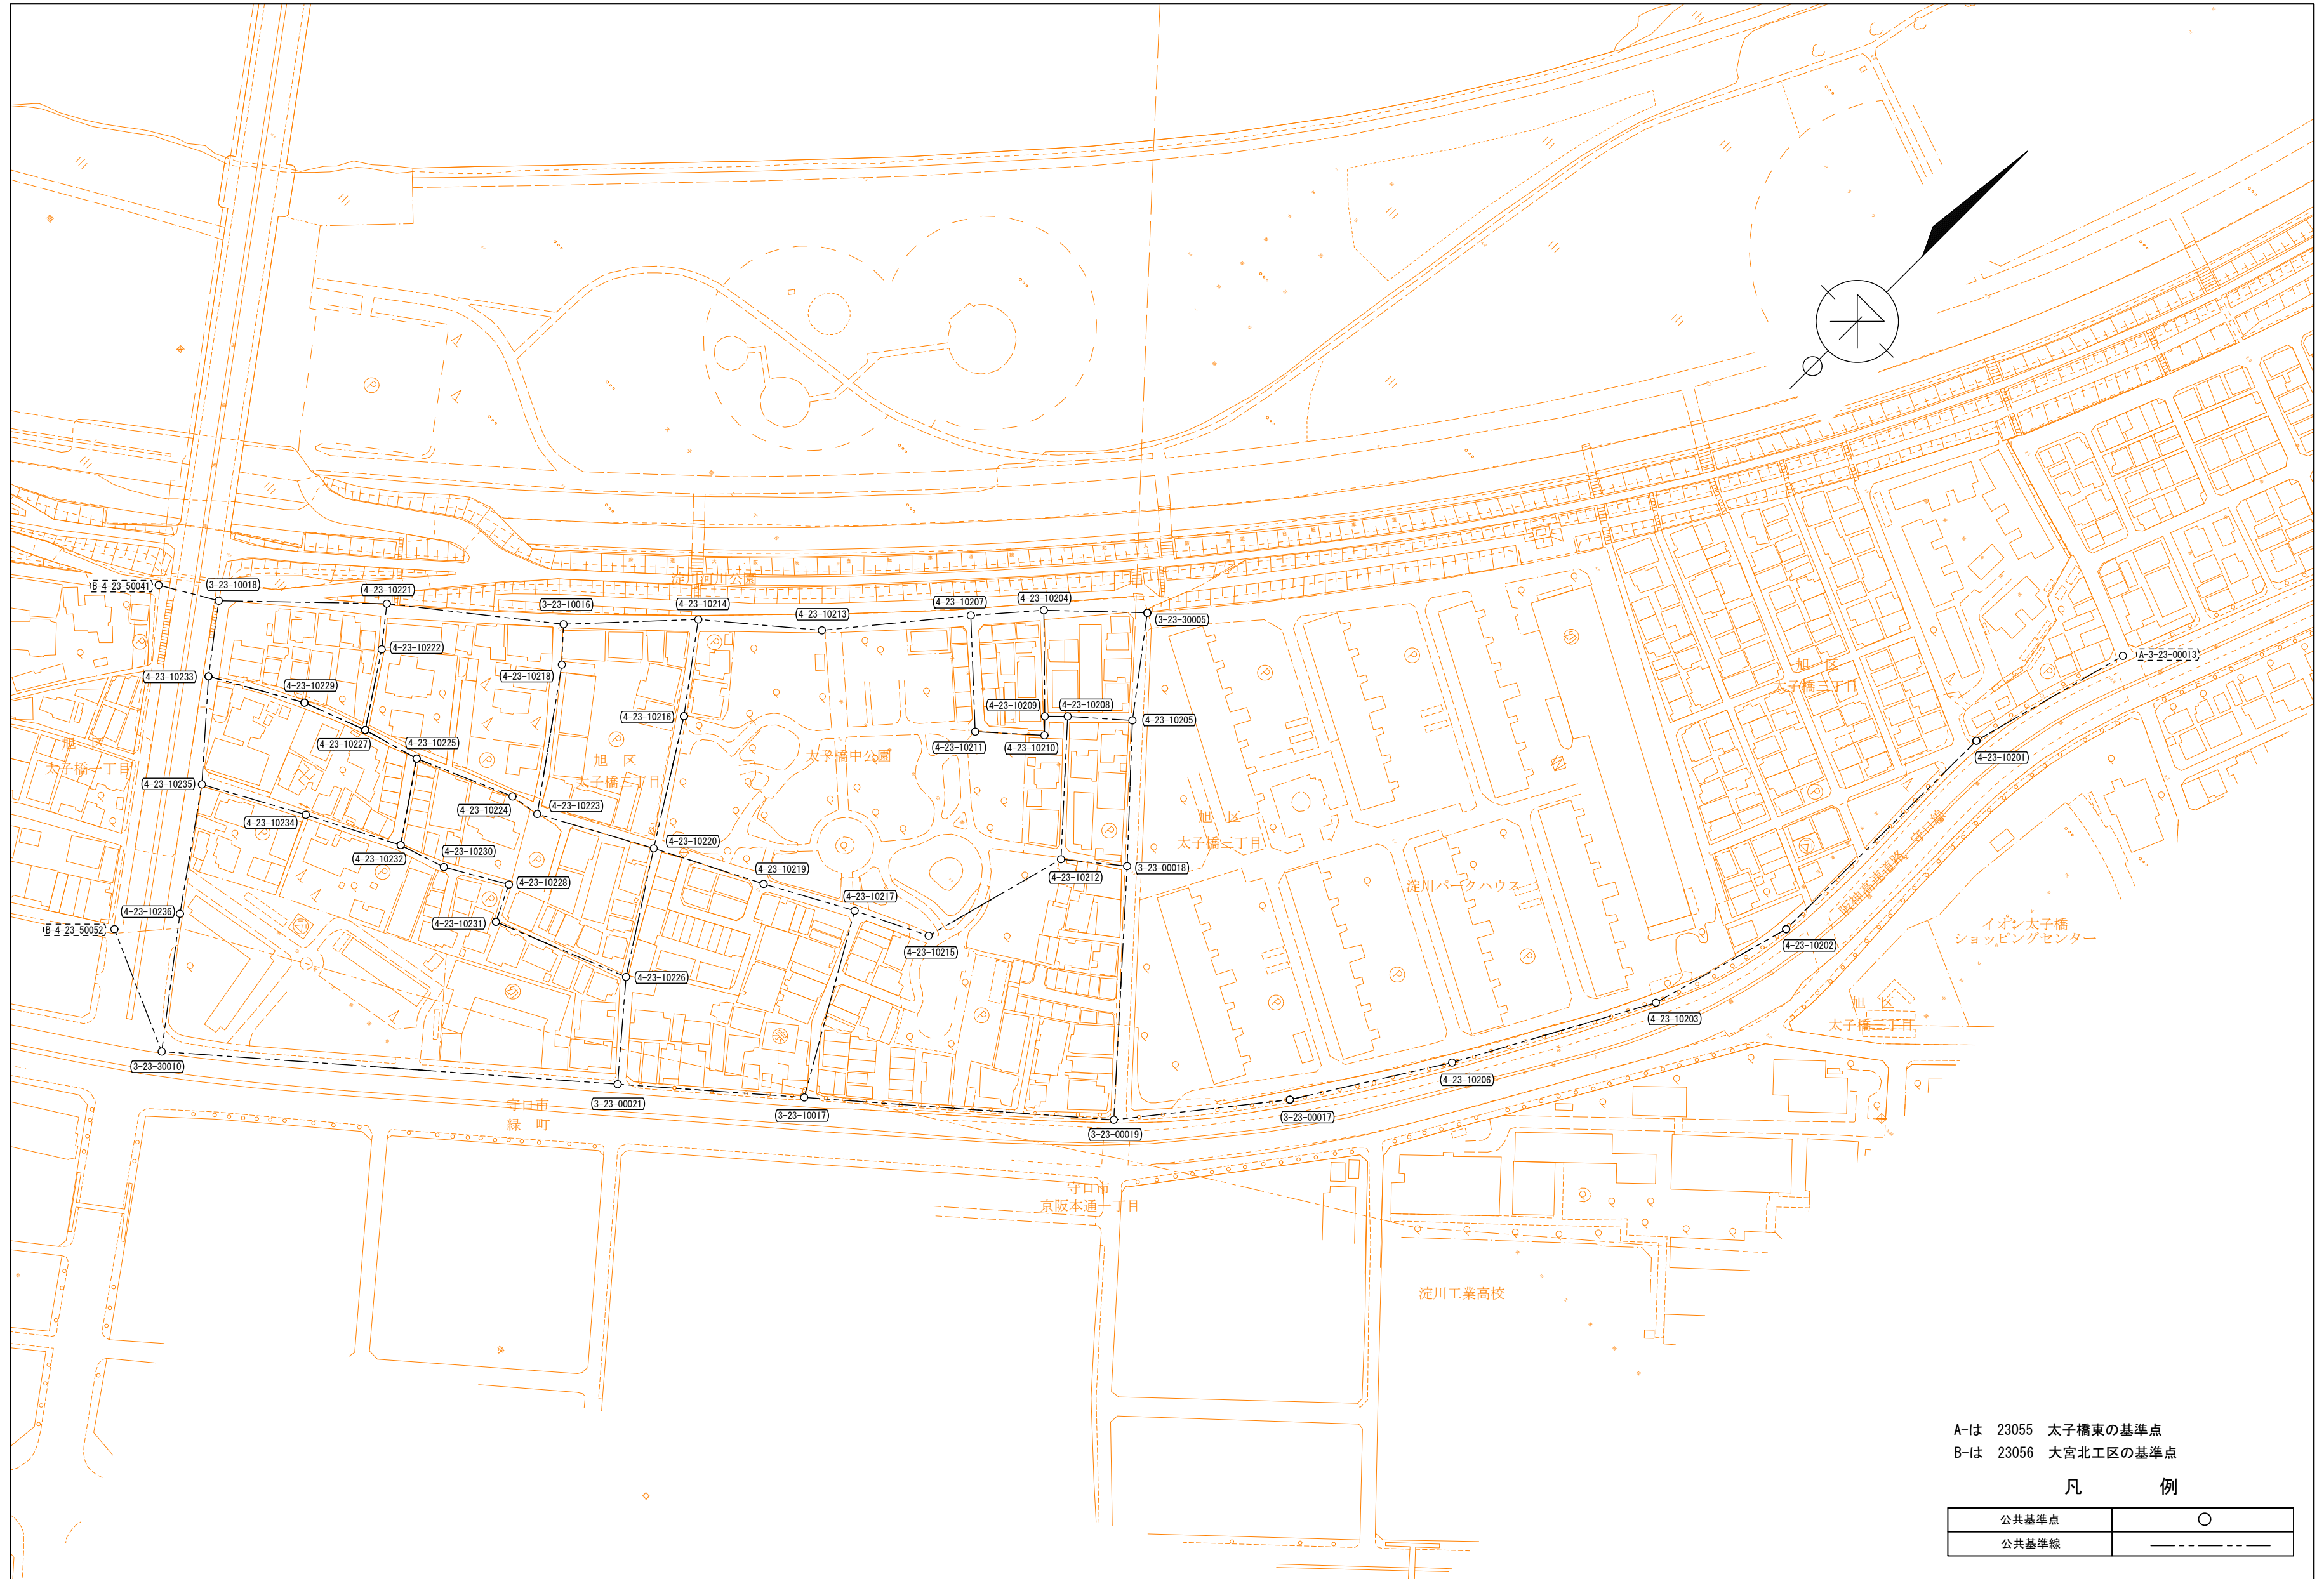 淀川河川公園
B-4-23-50041
3-23-10018
4-23-10221
3-23-10016
4-23-10214
4-23-10213
4-23-10207
4-23-10204
3-23-30005
4-23-10222
4-23-10218
4-23-10233
4-23-10229
4-23-10216
4-23-10209
4-23-10208
4-23-10205
4-23-10227
4-23-10225
4-23-10211
4-23-10210
A-3-23-00013
旭 区
太子橋三丁目
4-23-10201
旭 区
太子橋一丁目
旭 区
太子橋三丁目
太子橋中公園
4-23-10235
4-23-10234
4-23-10224
4-23-10223
4-23-10232
4-23-10230
4-23-10220
旭 区
太子橋三丁目
4-23-10212
3-23-00018
4-23-10228
4-23-10219
4-23-10217
淀川パークハウス
4-23-10236
B-4-23-50052
4-23-10231
4-23-10215
4-23-10226
4-23-10202
4-23-10203
イオン太子橋
ショッピングセンター
旭 区
太子橋三丁目
3-23-30010
3-23-00021
3-23-10017
3-23-00019
3-23-00017
4-23-10206
守口市
緑 町
守口市
京阪本通一丁目
淀川工業高校
A-は 23055 太子橋東の基準点
B-は 23056 大宮北工区の基準点
凡 例
公共基準点
公共基準線